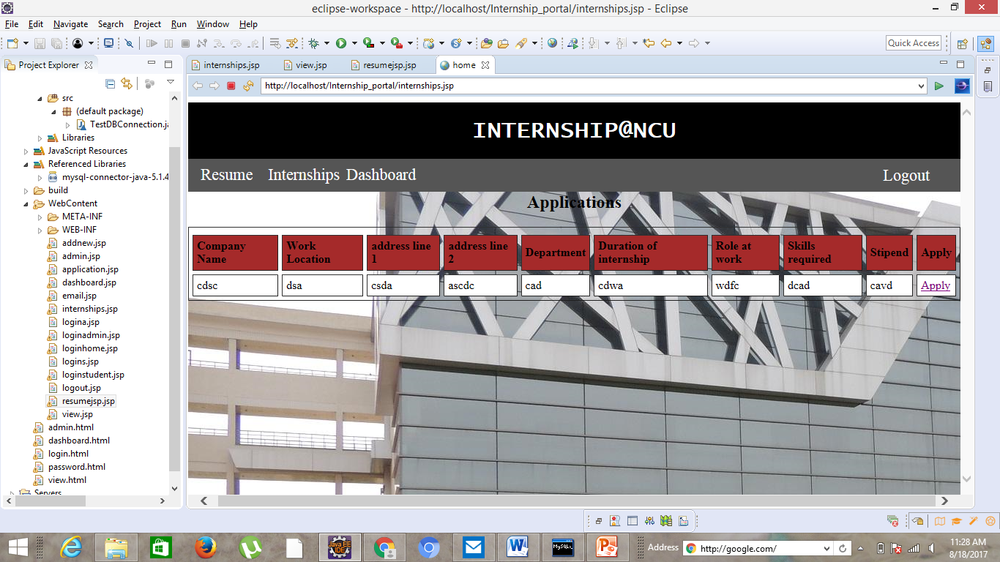 eclipse-workspace - http://localhost/Internship_portal/internships.jsp - Eclipse
File Edit Navigate Search Project Run Window Help
Quick Access
Project Explorer
internships.jsp view.jsp resumejsp.jsp home
http://localhost/Internship_portal/internships.jsp
src
(default package)
TestDBConnection.ja
Libraries
JavaScript Resources
Referenced Libraries
mysql-connector-java-5.1.4
build
WebContent
META-INF
WEB-INF
addnew.jsp
admin.jsp
application.jsp
dashboard.jsp
email.jsp
internships.jsp
logina.jsp
loginadmin.jsp
loginhome.jsp
logins.jsp
loginstudent.jsp
logout.jsp
resumejsp.jsp
view.jsp
admin.html
dashboard.html
login.html
password.html
view.html
Servers
INTERNSHIP@NCU
Resume Internships Dashboard Logout
Applications
Company Name Work Location address line 1 address line 2 Department Duration of internship Role at work Skills required Stipend Apply
cdsc dsa csda ascdc cad cdwa wdfc dcad cavd Apply
Java EE IDE
MySQL
Address http://google.com/
11:28 AM
8/18/2017